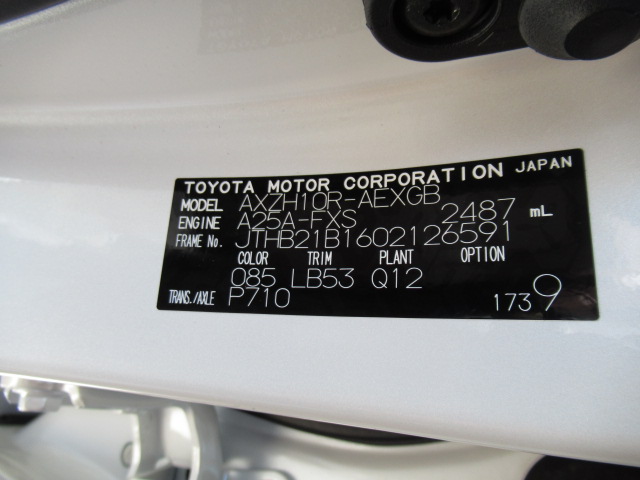 TOYOTA MOTOR CORPORATION JAPAN
MODEL AXZH10R-AEXGB
ENGINE A25A-FXS 2487 mL
FRAME No. JTHB21B1602126591
COLOR TRIM PLANT OPTION
085 LB53 Q12
TRANS./AXLE P710 1739